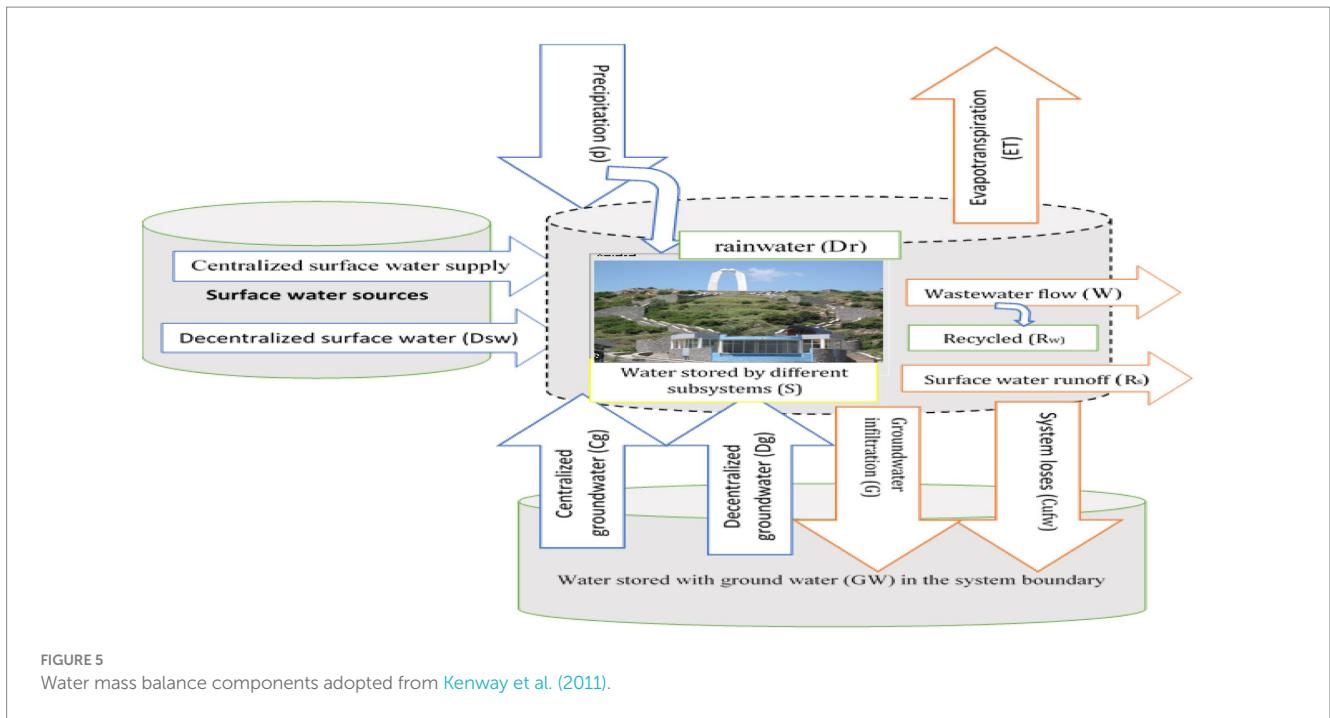 Precipitation (p)
Evapotranspiration
(ET)
rainwater (Dr)
Centralized surface water supply
Surface water sources
Decentralized surface water (Dsw)
Wastewater flow (W)
Recycled (Rw)
Water stored by different
subsystems (S)
Surface water runoff (Rs)
Centralized
groundwater (Cg)
Decentralized
groundwater (Dg)
Groundwater
infiltration (G)
System loses (Cufw)
Water stored with ground water (GW) in the system boundary
FIGURE 5
Water mass balance components adopted from Kenway et al. (2011).